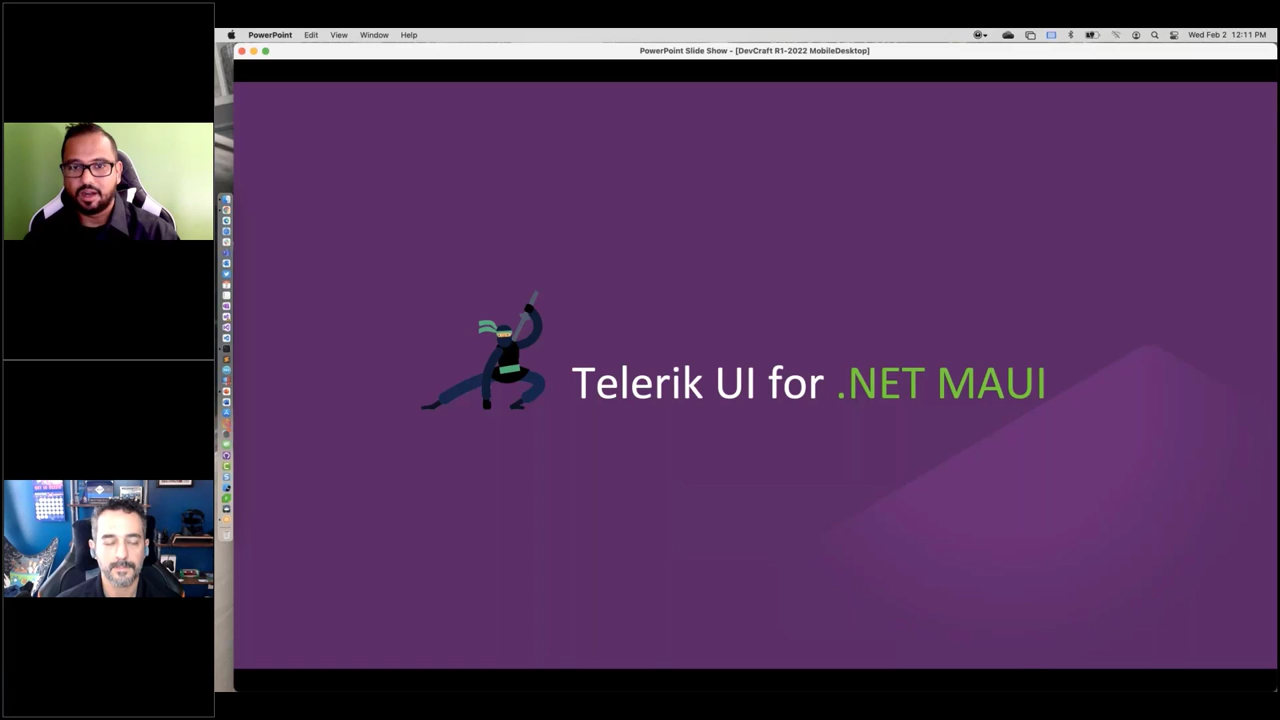 PowerPoint Edit View Window Help Wed Feb 2 12:11 PM
PowerPoint Slide Show - [DevCraft R1-2022 MobileDesktop]
Telerik UI for .NET MAUI